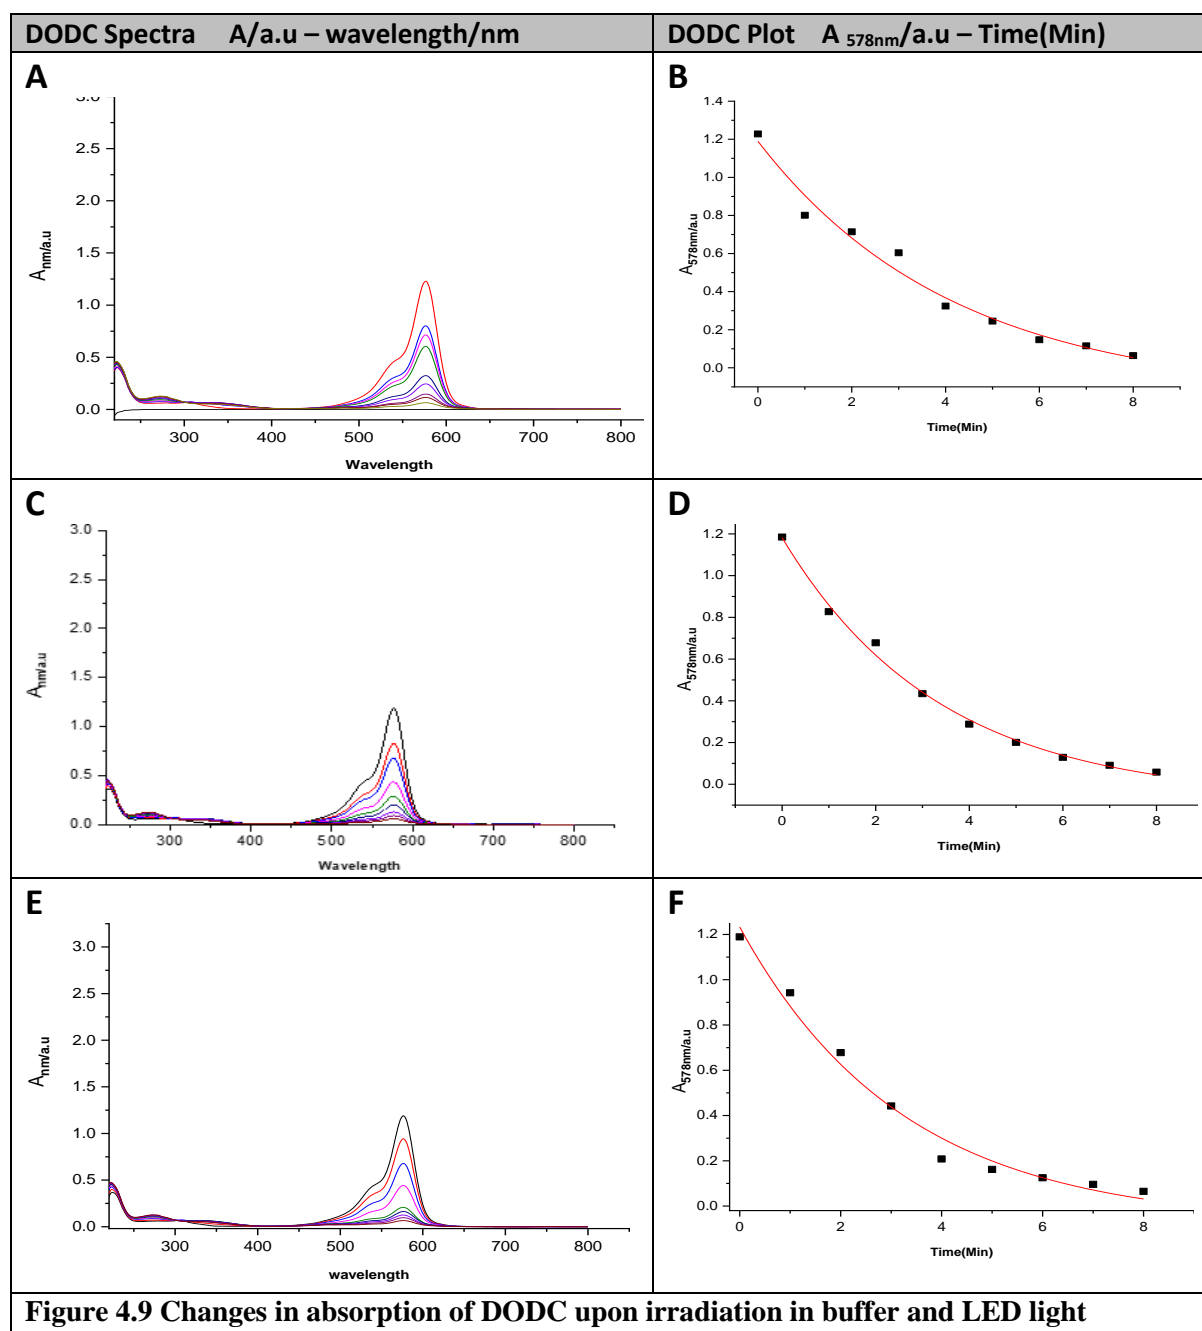 DODC Spectra A/a.u – wavelength/nm
DODC Plot A 578nm/a.u – Time(Min)
A
3.0
2.5
2.0
1.5
1.0
0.5
0.0
A nm/a.u
300 400 500 600 700 800
Wavelength
B
1.4
1.2
1.0
0.8
0.6
0.4
0.2
0.0
A578nm/a.u
0 2 4 6 8
Time(Min)
C
3.0
2.5
2.0
1.5
1.0
0.5
0.0
A nm/a.u
300 400 500 600 700 800
Wavelength
D
1.2
1.0
0.8
0.6
0.4
0.2
0.0
A578nm/a.u
0 2 4 6 8
Time(Min)
E
3.0
2.5
2.0
1.5
1.0
0.5
0.0
A nm/a.u
300 400 500 600 700 800
wavelength
F
1.2
1.0
0.8
0.6
0.4
0.2
0.0
A578nm/a.u
0 2 4 6 8
Time(Min)
Figure 4.9 Changes in absorption of DODC upon irradiation in buffer and LED light